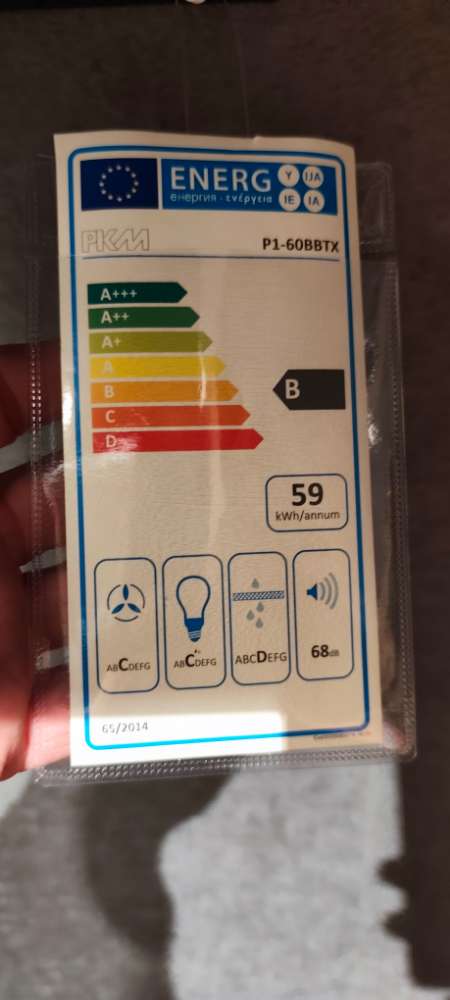 ENERG Y IJA
енергия · ενέργεια IE IA
PKM P1-60BBTX
A+++
A++
A+
A
B
B
C
D
59
kWh/annum
ABCDEFG
ABCDEFG
ABCDEFG
68dB
65/2014